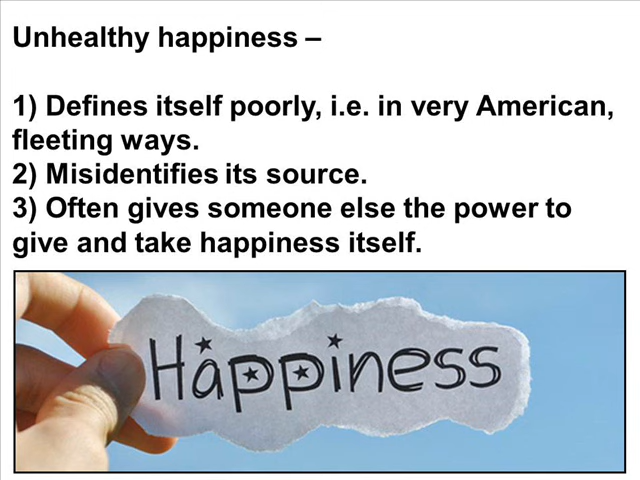 Unhealthy happiness –
1) Defines itself poorly, i.e. in very American,
fleeting ways.
2) Misidentifies its source.
3) Often gives someone else the power to
give and take happiness itself.
Happiness